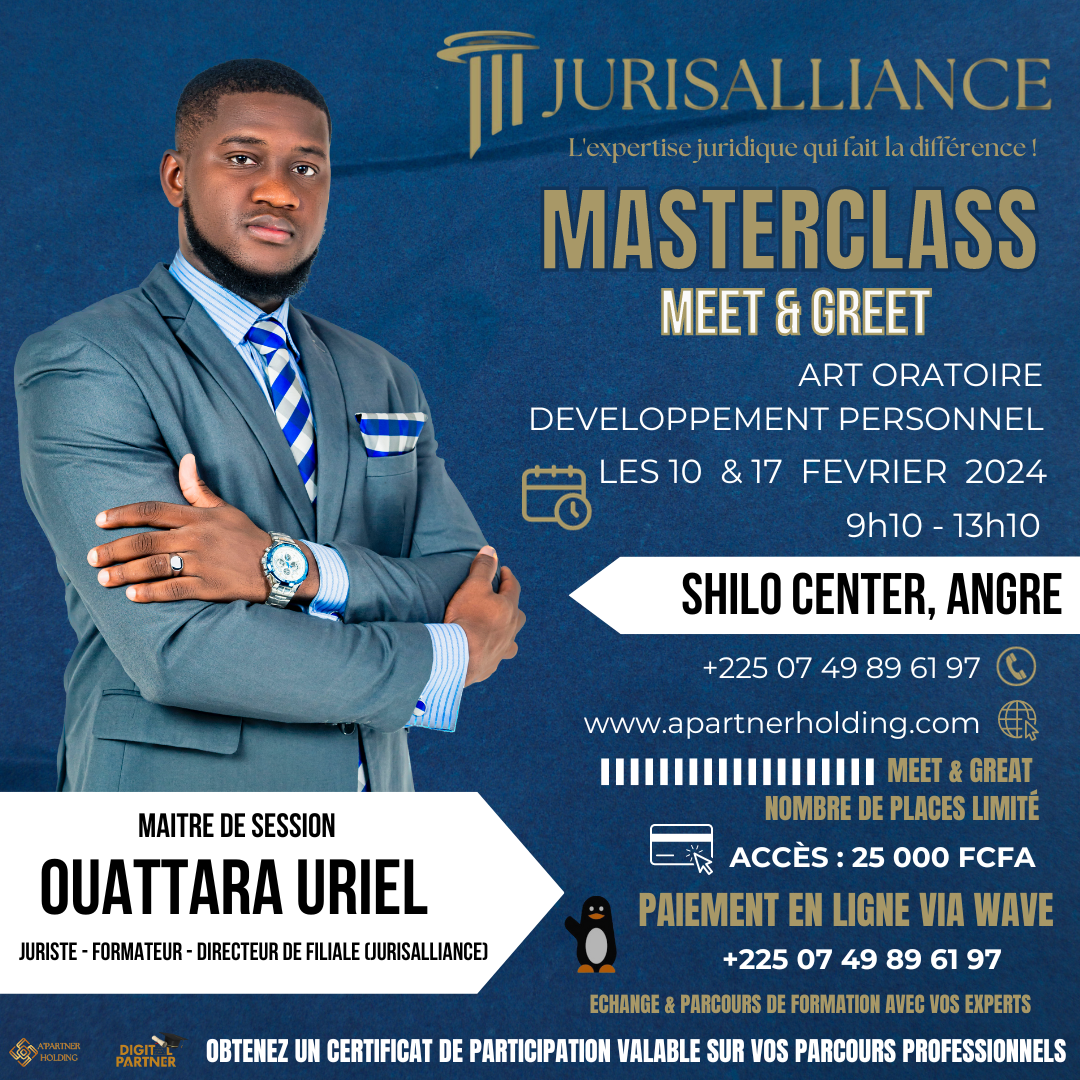 JURISALLIANCE
L'expertise juridique qui fait la différence !
MASTERCLASS
MEET & GREET
ART ORATOIRE
DEVELOPPEMENT PERSONNEL
LES 10 & 17 FEVRIER 2024
9h10 - 13h10
SHILO CENTER, ANGRE
+225 07 49 89 61 97
www.apartnerholding.com
MEET & GREAT
NOMBRE DE PLACES LIMITÉ
ACCÈS : 25 000 FCFA
PAIEMENT EN LIGNE VIA WAVE
+225 07 49 89 61 97
ECHANGE & PARCOURS DE FORMATION AVEC VOS EXPERTS
MAITRE DE SESSION
OUATTARA URIEL
JURISTE - FORMATEUR - DIRECTEUR DE FILIALE (JURISALLIANCE)
A'PARTNER
HOLDING
DIGITAL
PARTNER
OBTENEZ UN CERTIFICAT DE PARTICIPATION VALABLE SUR VOS PARCOURS PROFESSIONNELS